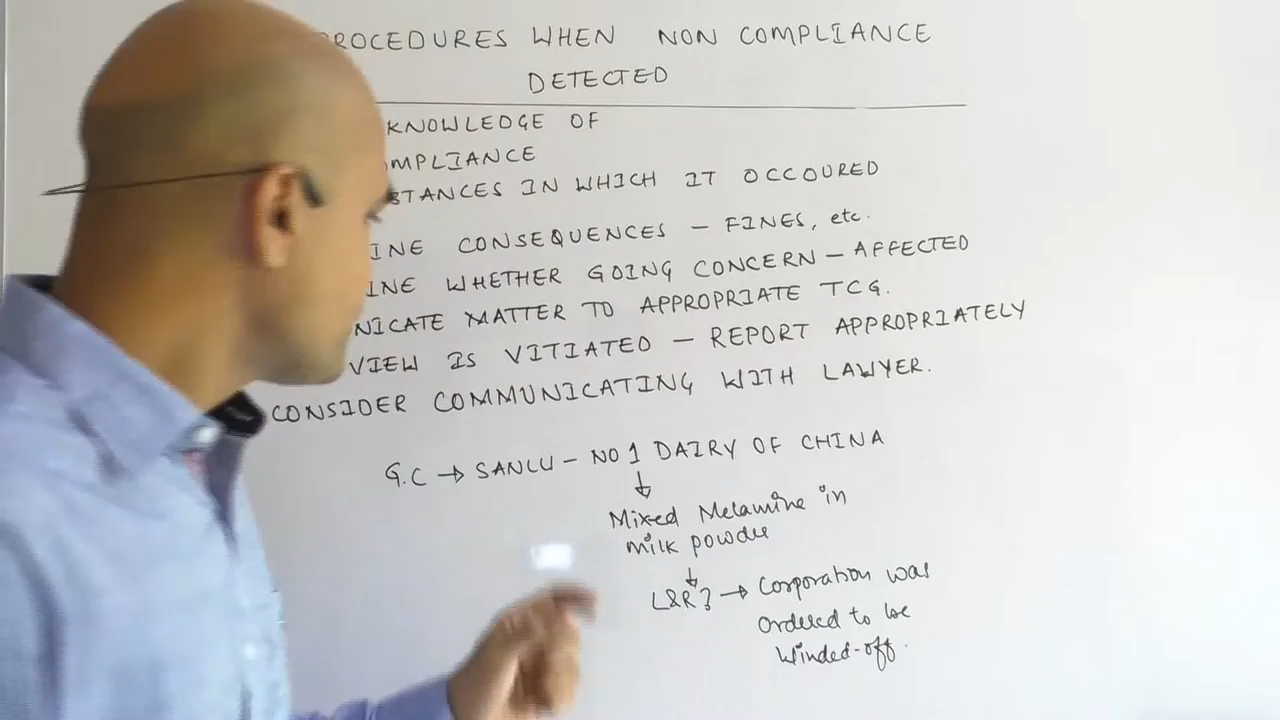 ROCEDURES WHEN NON COMPLIANCE
DETECTED
KNOWLEDGE OF
MPLIANCE
STANCES IN WHICH IT OCCOURED
INE CONSEQUENCES - FINES, etc.
INE WHETHER GOING CONCERN - AFFECTED
NICATE MATTER TO APPROPRIATE TCG.
VIEW IS VITIATED - REPORT APPROPRIATELY
CONSIDER COMMUNICATING WITH LAWYER.
G.C → SANLU - NO 1 DAIRY OF CHINA
↓
Mixed Melamine in
milk powder
↓
L&R} → Corporation was
ordered to be
Winded-off.